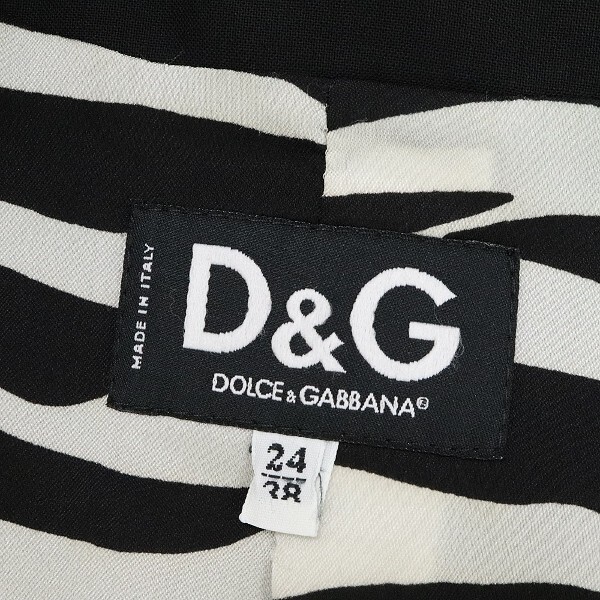 MADE IN ITALY
D&G
DOLCE & GABBANA®
24
38